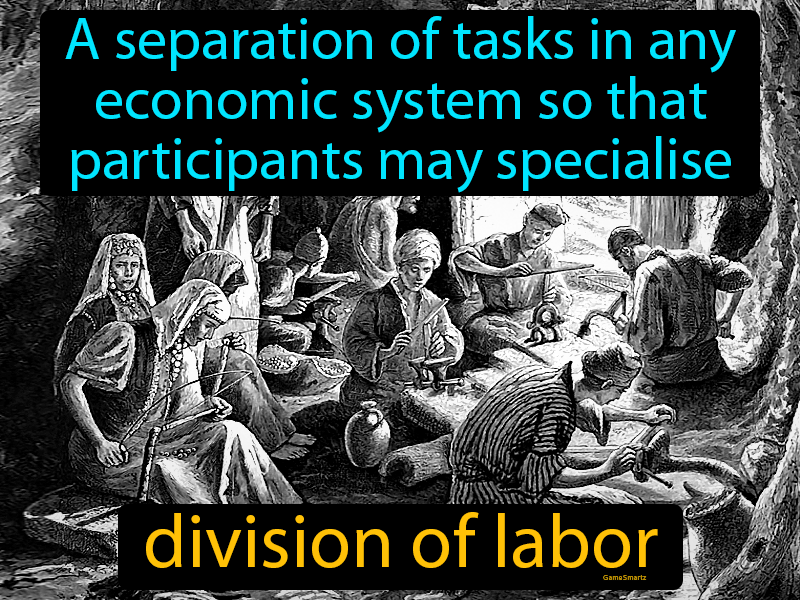 A separation of tasks in any
economic system so that
participants may specialise
division of labor
GameSmartz